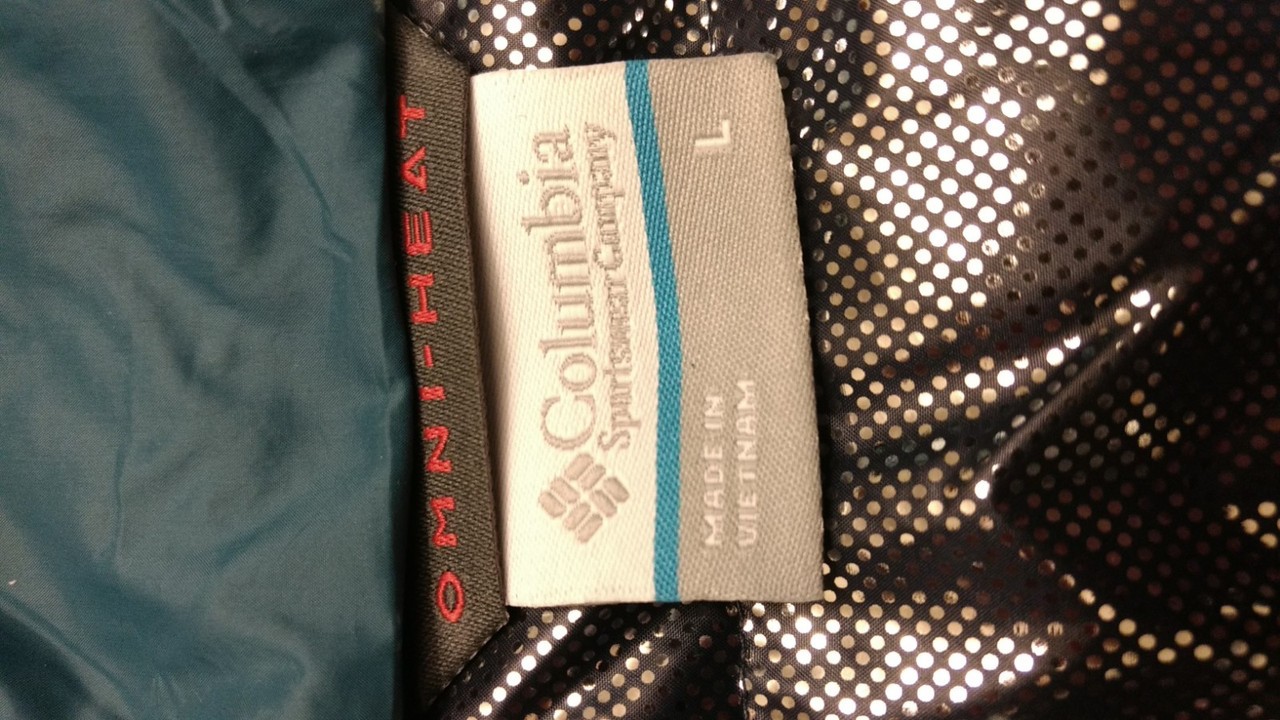 OMNI-HEAT
Columbia
Sportswear Company
L
MADE IN
VIETNAM